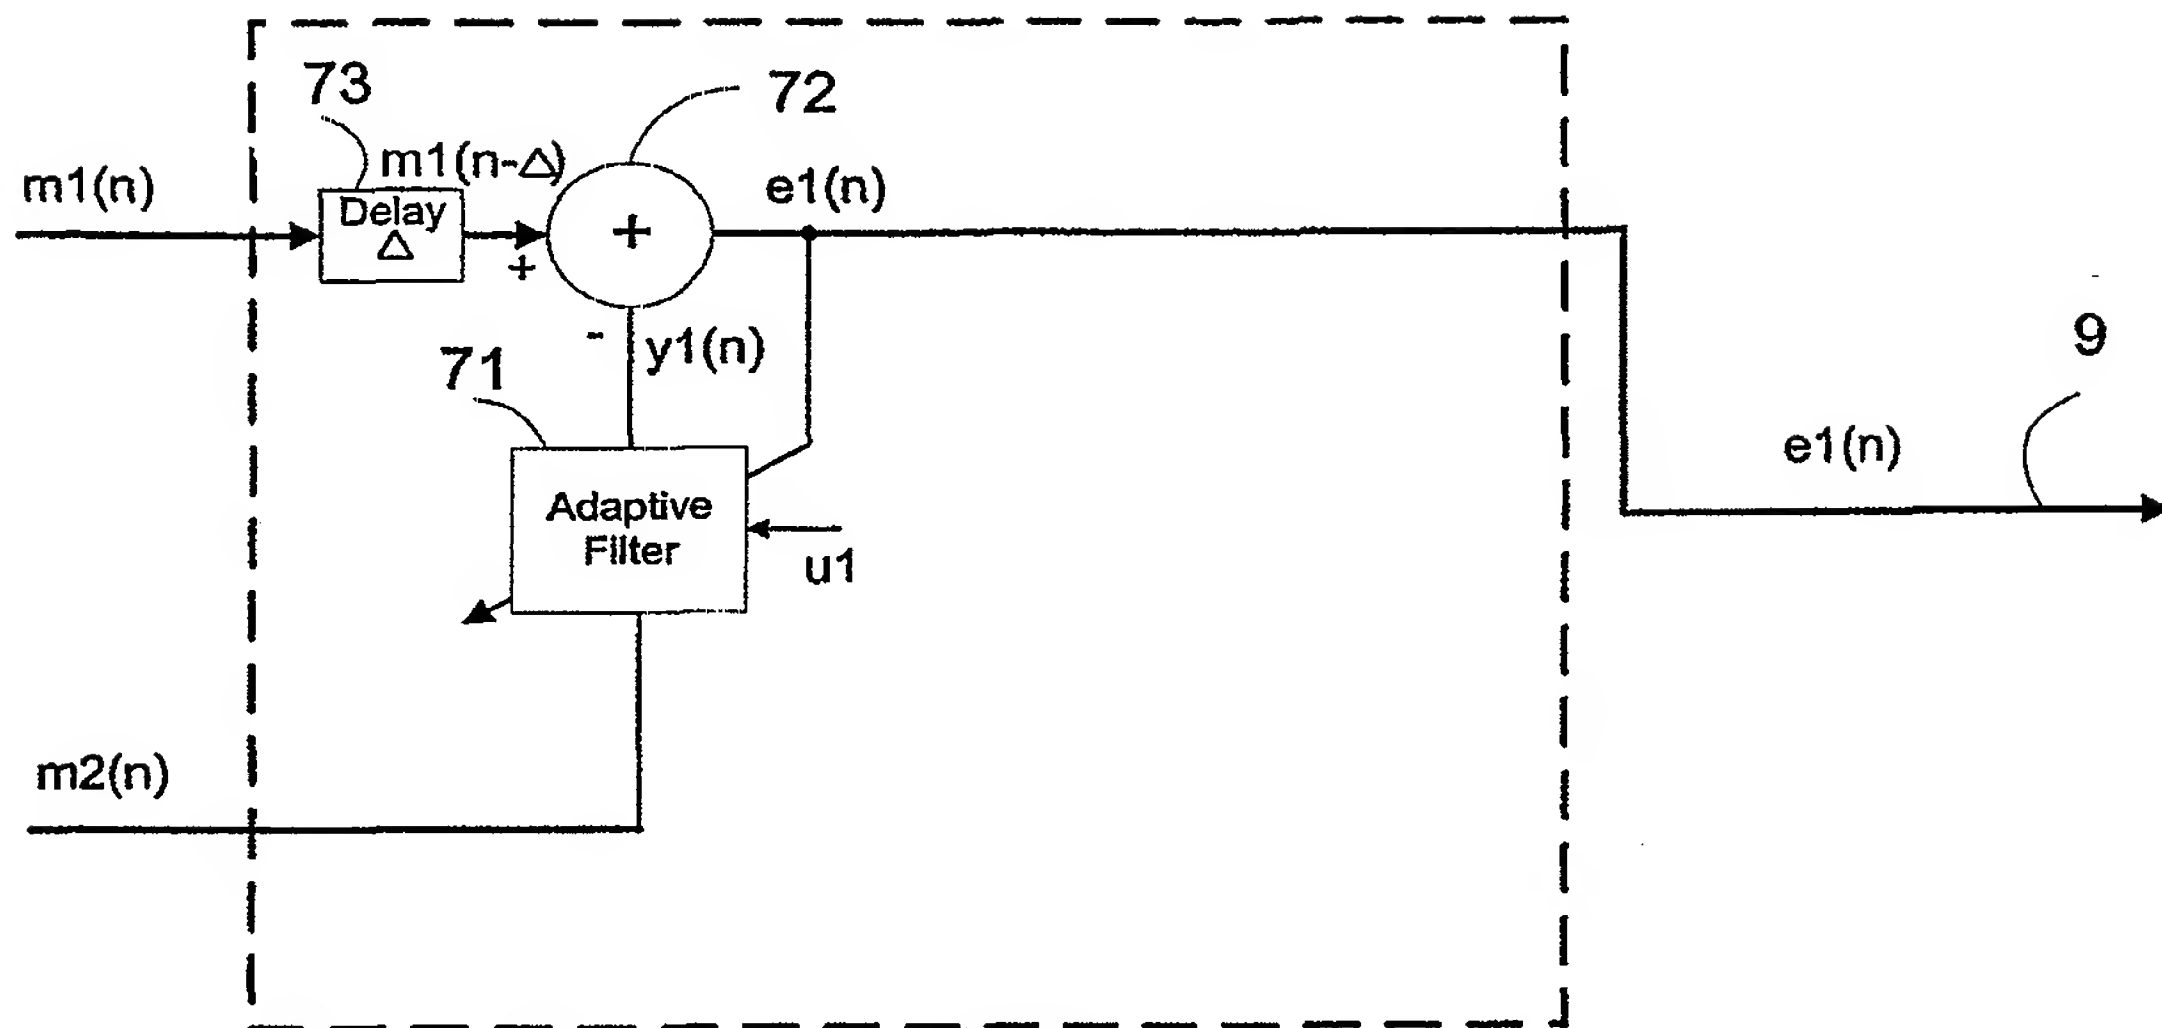 73
72
m1(n)
m1(n-Δ)
e1(n)
Delay
Δ
+
+
-
y1(n)
71
9
e1(n)
Adaptive
Filter
u1
m2(n)